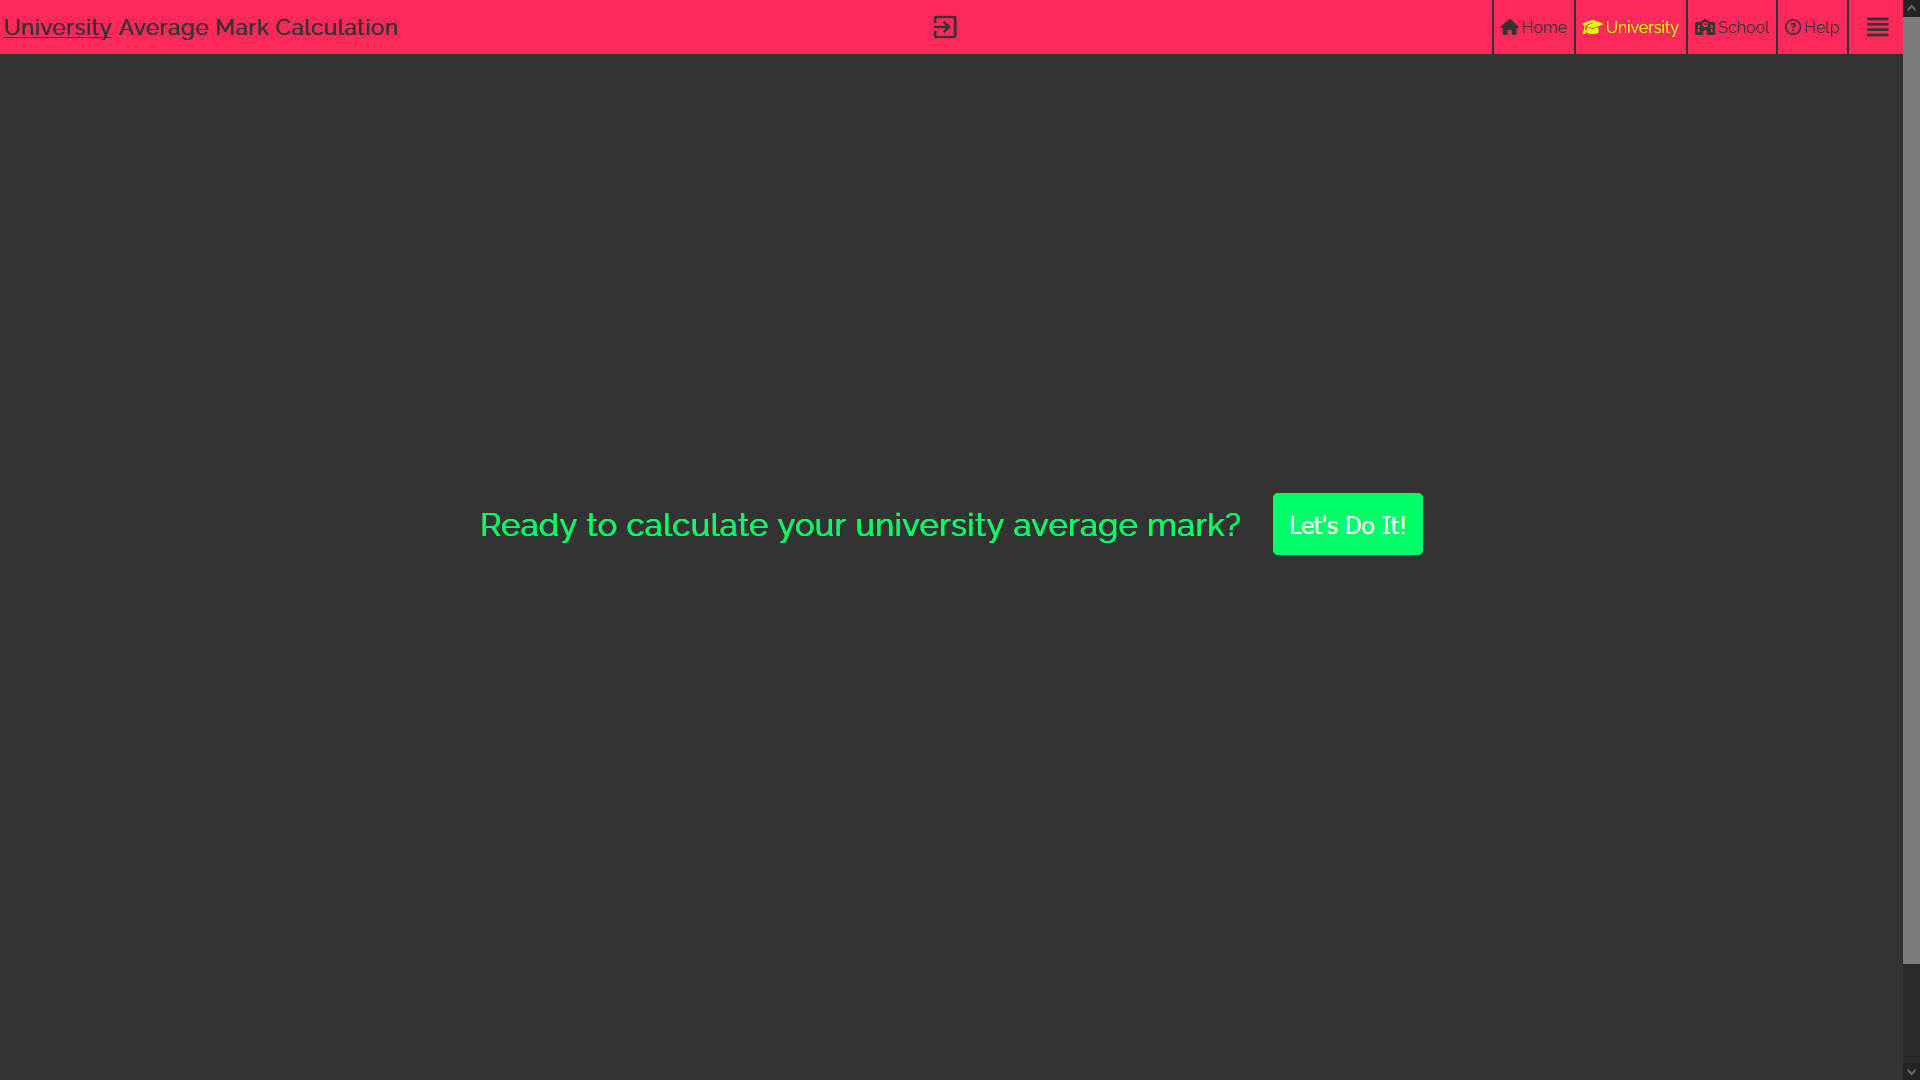 University Average Mark Calculation
Home
University
School
Help
Ready to calculate your university average mark?
Let's Do It!